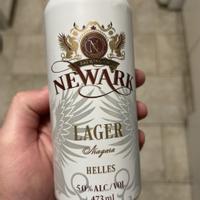 N
NEWARK
LAGER
Niagara
HELLES
5.0% ALC/VOL
473 ml